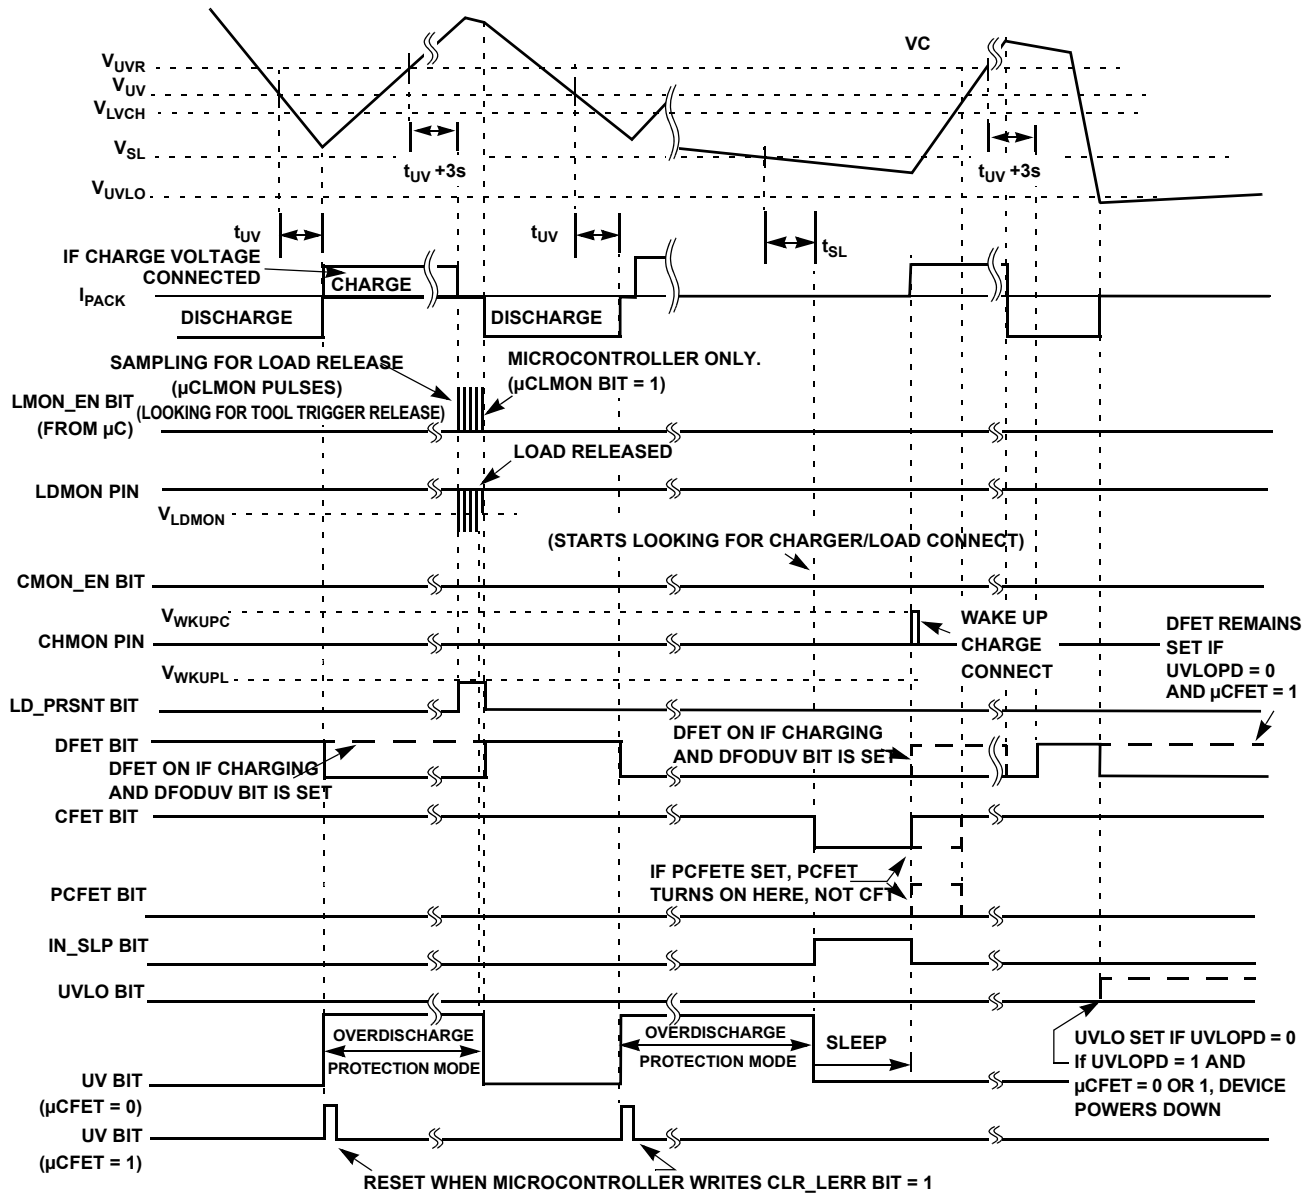 VC
VUVR
VUV
VLVCH
VSL
VUVLO
tUV +3s
tUV +3s
tUV
tUV
tSL
IF CHARGE VOLTAGE
CONNECTED
IPACK
CHARGE
DISCHARGE
DISCHARGE
SAMPLING FOR LOAD RELEASE
(µCLMON PULSES)
(LOOKING FOR TOOL TRIGGER RELEASE)
MICROCONTROLLER ONLY.
(µCLMON BIT = 1)
LMON_EN BIT
(FROM µC)
LOAD RELEASED
LDMON PIN
VLDMON
(STARTS LOOKING FOR CHARGER/LOAD CONNECT)
CMON_EN BIT
VWKUPC
CHMON PIN
WAKE UP
CHARGE
CONNECT
DFET REMAINS
SET IF
UVLOPD = 0
AND µCFET = 1
VWKUPL
LD_PRSNT BIT
DFET BIT
DFET ON IF CHARGING
AND DFODUV BIT IS SET
DFET ON IF CHARGING
AND DFODUV BIT IS SET
CFET BIT
IF PCFETE SET, PCFET
TURNS ON HERE, NOT CFT
PCFET BIT
IN_SLP BIT
UVLO BIT
OVERDISCHARGE
PROTECTION MODE
OVERDISCHARGE
PROTECTION MODE
SLEEP
UVLO SET IF UVLOPD = 0
If UVLOPD = 1 AND
µCFET = 0 OR 1, DEVICE
POWERS DOWN
UV BIT
(µCFET = 0)
UV BIT
(µCFET = 1)
RESET WHEN MICROCONTROLLER WRITES CLR_LERR BIT = 1